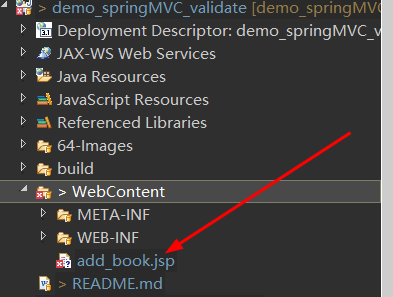 > demo_springMVC_validate [demo_springMVC
Deployment Descriptor: demo_springMVC_v
JAX-WS Web Services
Java Resources
JavaScript Resources
Referenced Libraries
64-Images
build
> WebContent
META-INF
WEB-INF
add_book.jsp
> README.md